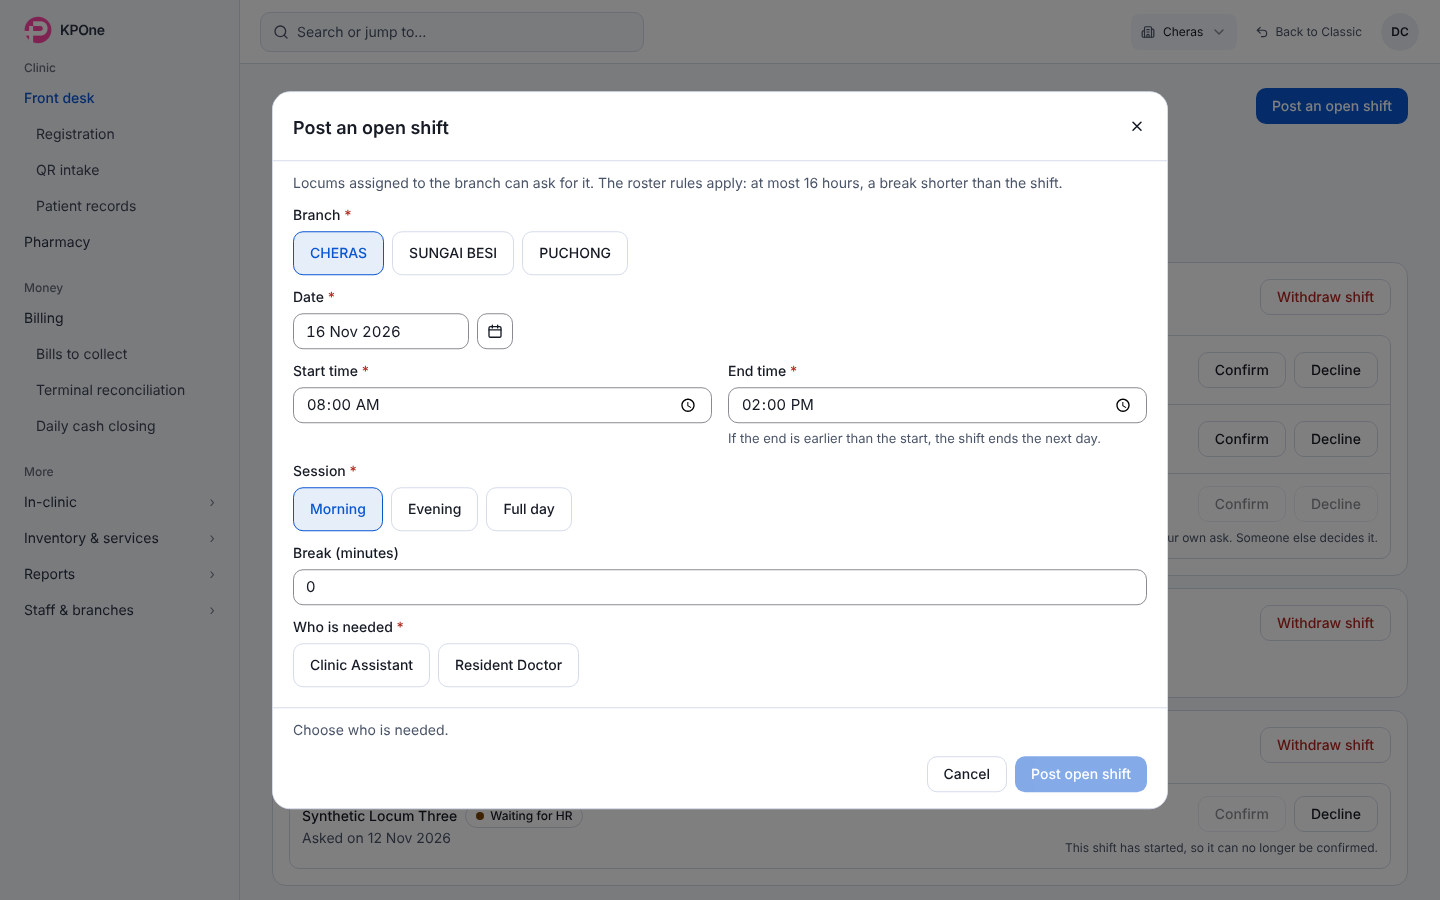 KPOne
Search or jump to...
Cheras
Back to Classic
DC
Clinic
Front desk
Registration
QR intake
Patient records
Pharmacy
Money
Billing
Bills to collect
Terminal reconciliation
Daily cash closing
More
In-clinic
Inventory & services
Reports
Staff & branches
Post an open shift
Post an open shift
Locums assigned to the branch can ask for it. The roster rules apply: at most 16 hours, a break shorter than the shift.
Branch *
CHERAS SUNGAI BESI PUCHONG
Date *
16 Nov 2026
Start time * End time *
08:00 AM 02:00 PM
If the end is earlier than the start, the shift ends the next day.
Session *
Morning Evening Full day
Break (minutes)
0
Who is needed *
Clinic Assistant Resident Doctor
Choose who is needed.
Cancel Post open shift
Withdraw shift
Confirm Decline
Confirm Decline
Confirm Decline
own ask. Someone else decides it.
Withdraw shift
Withdraw shift
Synthetic Locum Three Waiting for HR
Asked on 12 Nov 2026
Confirm Decline
This shift has started, so it can no longer be confirmed.